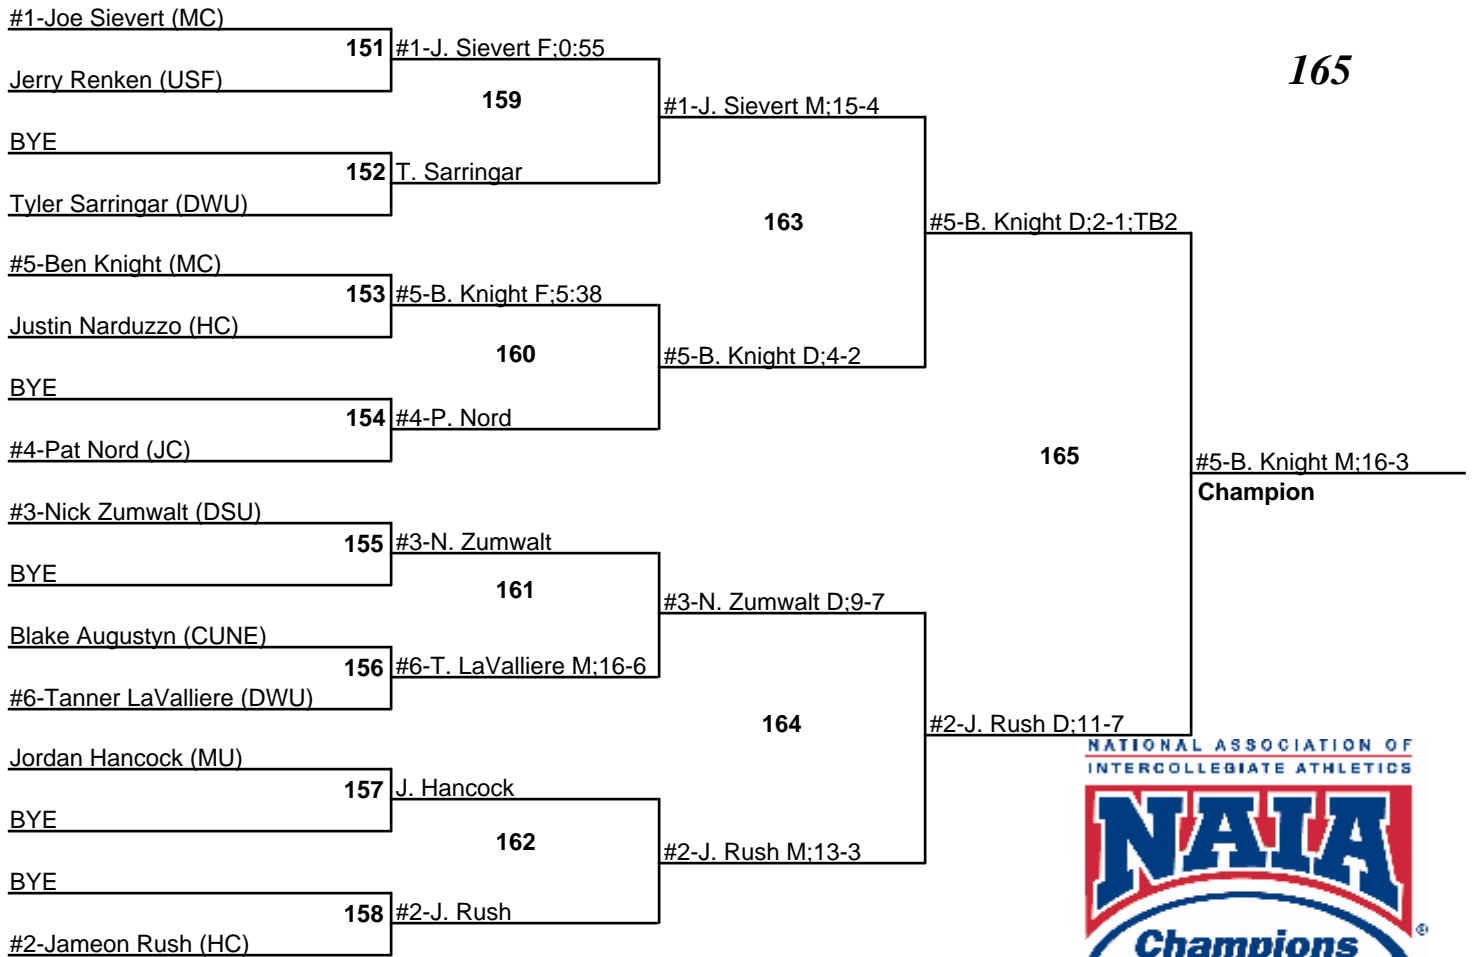 #1-Joe Sievert (MC)
151 #1-J. Sievert F;0:55
165
Jerry Renken (USF)
159
#1-J. Sievert M;15-4
BYE
152 T. Sarringar
Tyler Sarringar (DWU)
163
#5-B. Knight D;2-1;TB2
#5-Ben Knight (MC)
153 #5-B. Knight F;5:38
Justin Narduzzo (HC)
160
#5-B. Knight D;4-2
BYE
154 #4-P. Nord
#4-Pat Nord (JC)
165
#5-B. Knight M;16-3
Champion
#3-Nick Zumwalt (DSU)
155 #3-N. Zumwalt
BYE
161
#3-N. Zumwalt D;9-7
Blake Augustyn (CUNE)
156 #6-T. LaValliere M;16-6
#6-Tanner LaValliere (DWU)
164
#2-J. Rush D;11-7
Jordan Hancock (MU)
157 J. Hancock
BYE
162
#2-J. Rush M;13-3
BYE
158 #2-J. Rush
#2-Jameon Rush (HC)
NATIONAL ASSOCIATION OF
INTERCOLLEGIATE ATHLETICS
NAIA
®
Champions